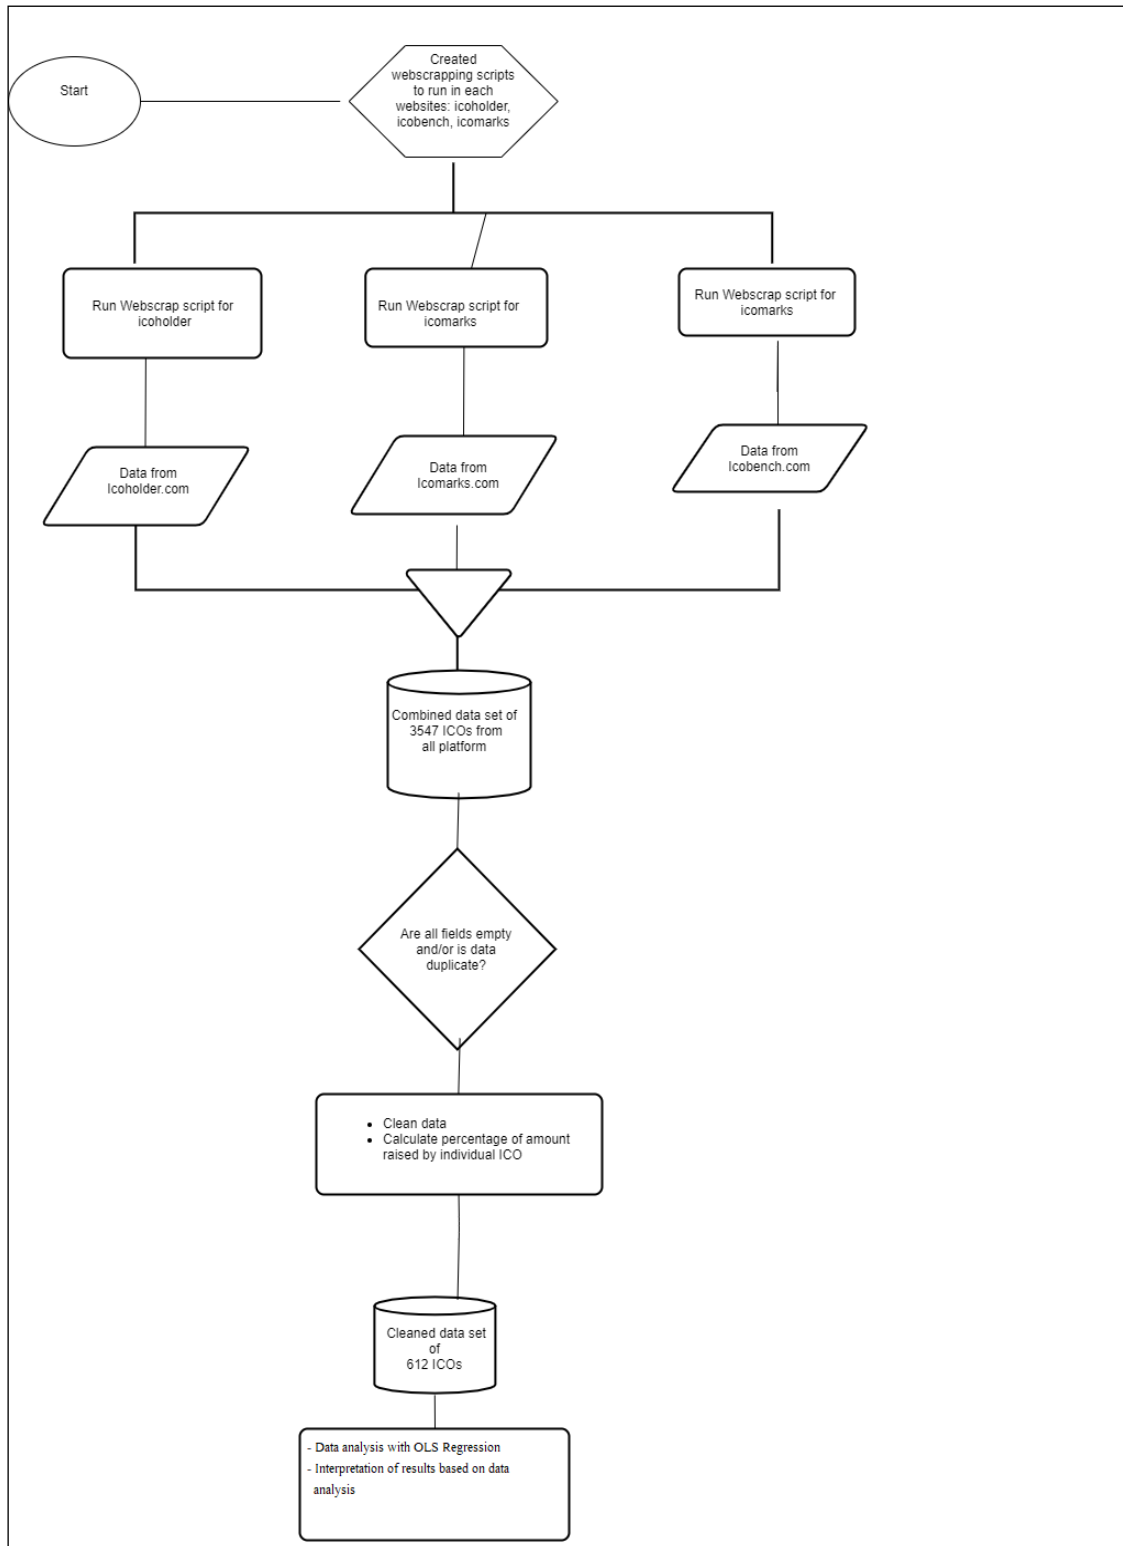 Start
Created
webscrapping scripts
to run in each
websites: icoholder,
icobench, icomarks
Run Webscrap script for
icoholder
Run Webscrap script for
icomarks
Run Webscrap script for
icomarks
Data from
Icoholder.com
Data from
Icomarks.com
Data from
Icobench.com
Combined data set of
3547 ICOs from
all platform
Are all fields empty
and/or is data
duplicate?
• Clean data
• Calculate percentage of amount
raised by individual ICO
Cleaned data set
of
612 ICOs
- Data analysis with OLS Regression
- Interpretation of results based on data
analysis